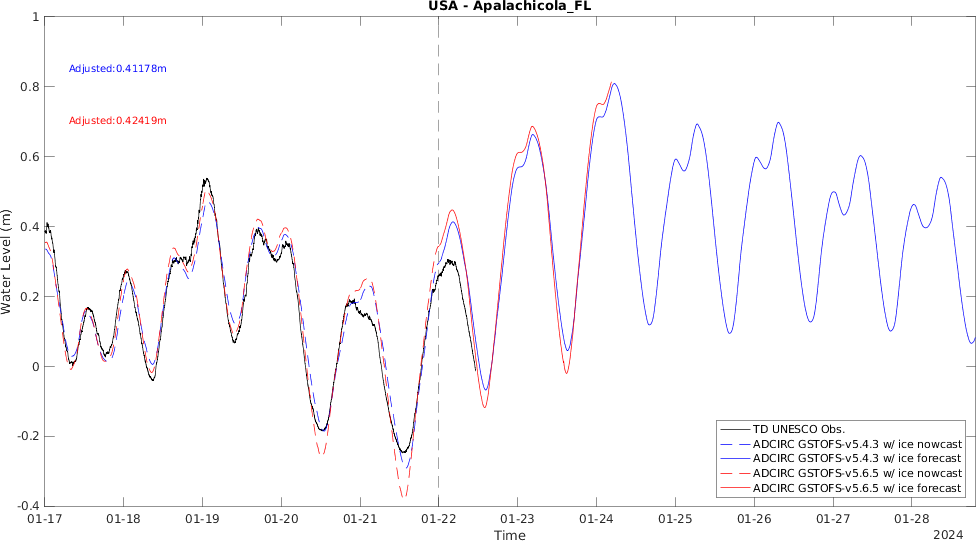 USA - Apalachicola_FL
Adjusted:0.41178m
Adjusted:0.42419m
Water Level (m)
1
0.8
0.6
0.4
0.2
0
-0.2
-0.4
TD UNESCO Obs.
ADCIRC GSTOFS-v5.4.3 w/ ice nowcast
ADCIRC GSTOFS-v5.4.3 w/ ice forecast
ADCIRC GSTOFS-v5.6.5 w/ ice nowcast
ADCIRC GSTOFS-v5.6.5 w/ ice forecast
01-17 01-18 01-19 01-20 01-21 01-22 01-23 01-24 01-25 01-26 01-27 01-28
Time
2024